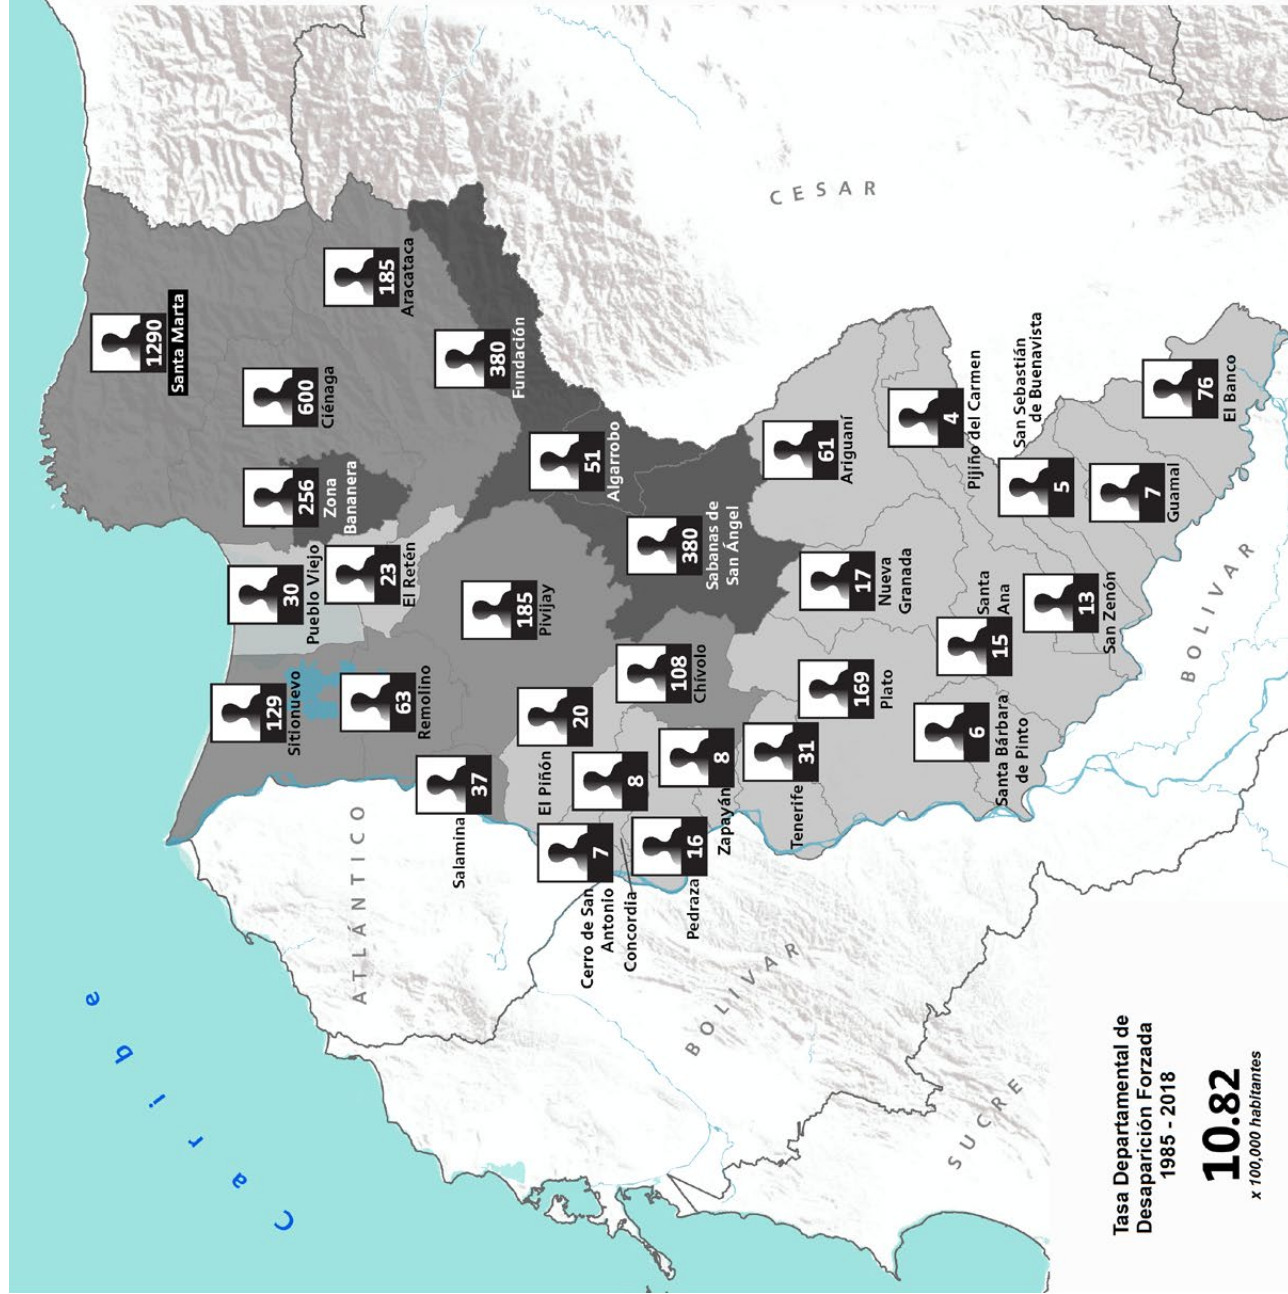 Caribe
1290
Santa Marta
129
Sitionuevo
30
Pueblo Viejo
256
Zona
Bananera
600
Ciénaga
185
Aracataca
ATLÁNTICO
63
Remolino
23
El Retén
37
Salamina
185
Pivijay
380
Fundación
7
Cerro de San
Antonio
20
El Piñón
51
Algarrobo
8
Concordia
16
Pedraza
108
Chívolo
380
Sabanas de
San Ángel
8
Zapayán
BOLIVAR
31
Tenerife
CESAR
169
Plato
17
Nueva
Granada
61
Ariguaní
6
Santa Bárbara
de Pinto
15
Santa
Ana
4
Pijiño del Carmen
SUCRE
13
San Zenón
5
San Sebastián
de Buenavista
7
Guamal
76
El Banco
BOLIVAR
Tasa Departamental de
Desaparición Forzada
1985 - 2018
10.82
x 100,000 habitantes